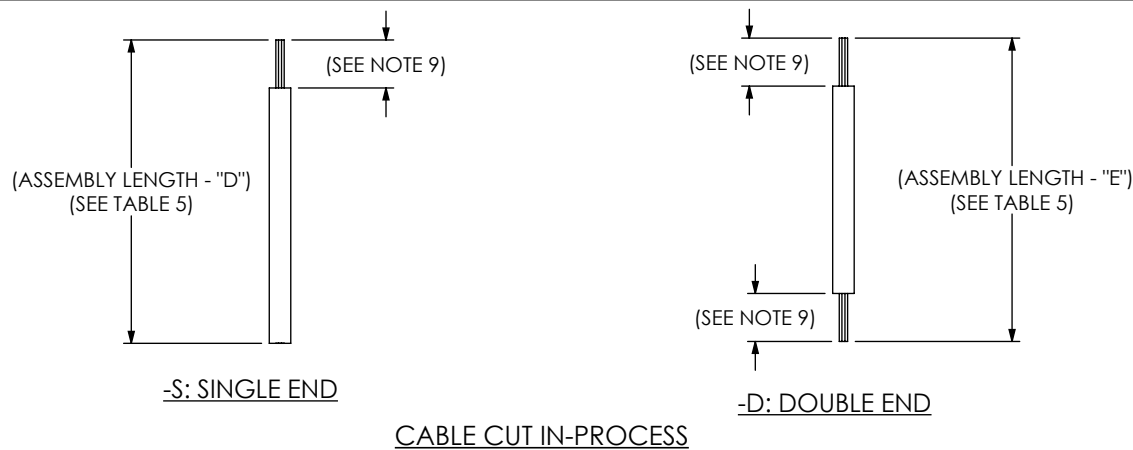 (SEE NOTE 9)
(ASSEMBLY LENGTH - "D")
(SEE TABLE 5)
-S: SINGLE END
(SEE NOTE 9)
(ASSEMBLY LENGTH - "E")
(SEE TABLE 5)
(SEE NOTE 9)
-D: DOUBLE END
CABLE CUT IN-PROCESS